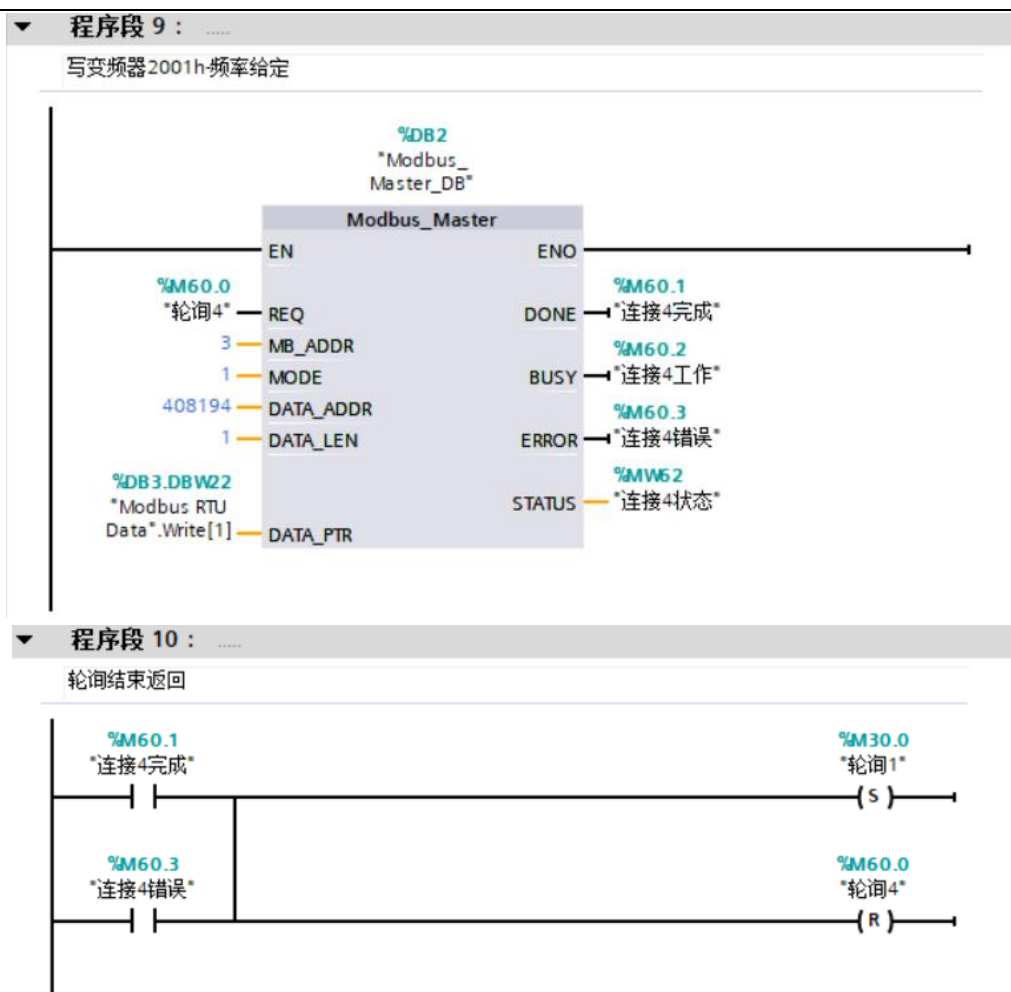 程序段 9： .....
写变频器2001h-频率给定
%DB2
"Modbus_
Master_DB"
Modbus_Master
EN ENO
%M60.0
"轮询4" REQ
%M60.1
DONE "连接4完成"
3 MB_ADDR
1 MODE
%M60.2
BUSY "连接4工作"
408194 DATA_ADDR
1 DATA_LEN
%M60.3
ERROR "连接4错误"
%DB3.DBW22
"Modbus RTU
Data".Write[1] DATA_PTR
%MW62
STATUS "连接4状态"
程序段 10： .....
轮询结束返回
%M60.1
"连接4完成"
%M30.0
"轮询1"
S
%M60.3
"连接4错误"
%M60.0
"轮询4"
R